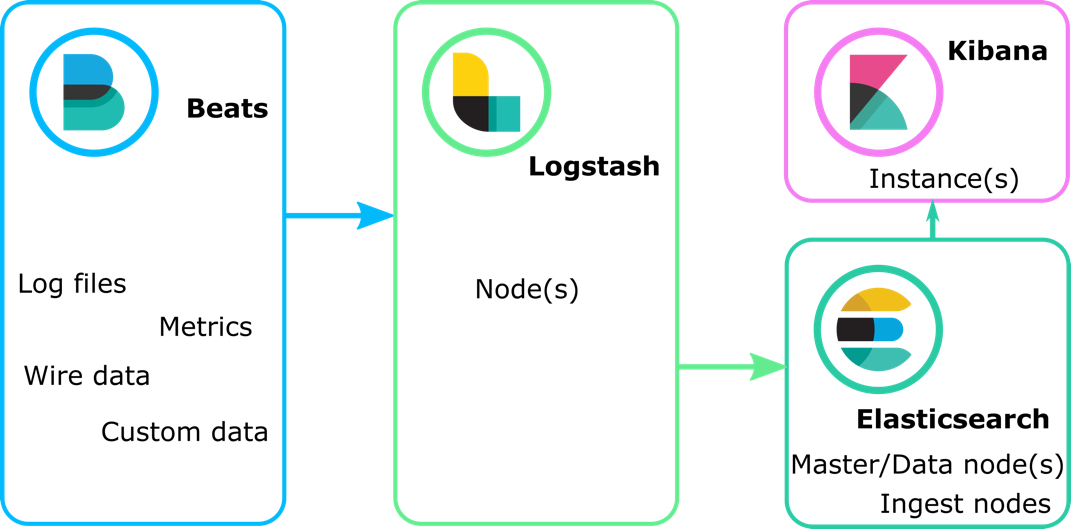 Beats
Log files
Metrics
Wire data
Custom data
Logstash
Node(s)
Kibana
Instance(s)
Elasticsearch
Master/Data node(s)
Ingest nodes